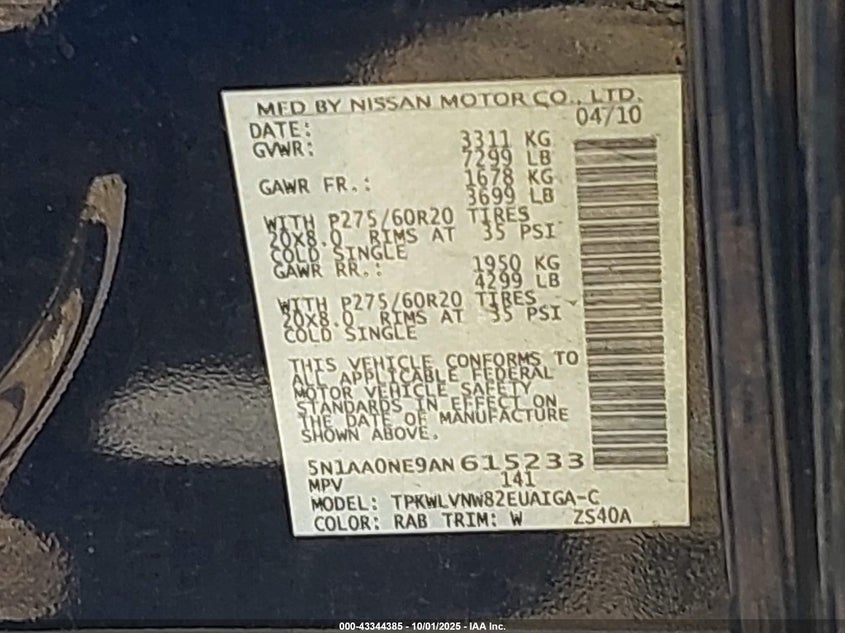 MFD BY NISSAN MOTOR CO., LTD.
DATE: 04/10
GVWR: 3311 KG
7299 LB
GAWR FR.: 1678 KG
3699 LB
WITH P275/60R20 TIRES
20X8.0 RIMS AT 35 PSI
COLD SINGLE
GAWR RR.: 1950 KG
4299 LB
WITH P275/60R20 TIRES
20X8.0 RIMS AT 35 PSI
COLD SINGLE
THIS VEHICLE CONFORMS TO
ALL APPLICABLE FEDERAL
MOTOR VEHICLE SAFETY
STANDARDS IN EFFECT ON
THE DATE OF MANUFACTURE
SHOWN ABOVE.
5N1AA0NE9AN 615233
MPV 141
MODEL: TPKWLVNW82EUAIGA-C
COLOR: RAB TRIM: W ZS40A
000-43344385 - 10/01/2025 - IAA Inc.